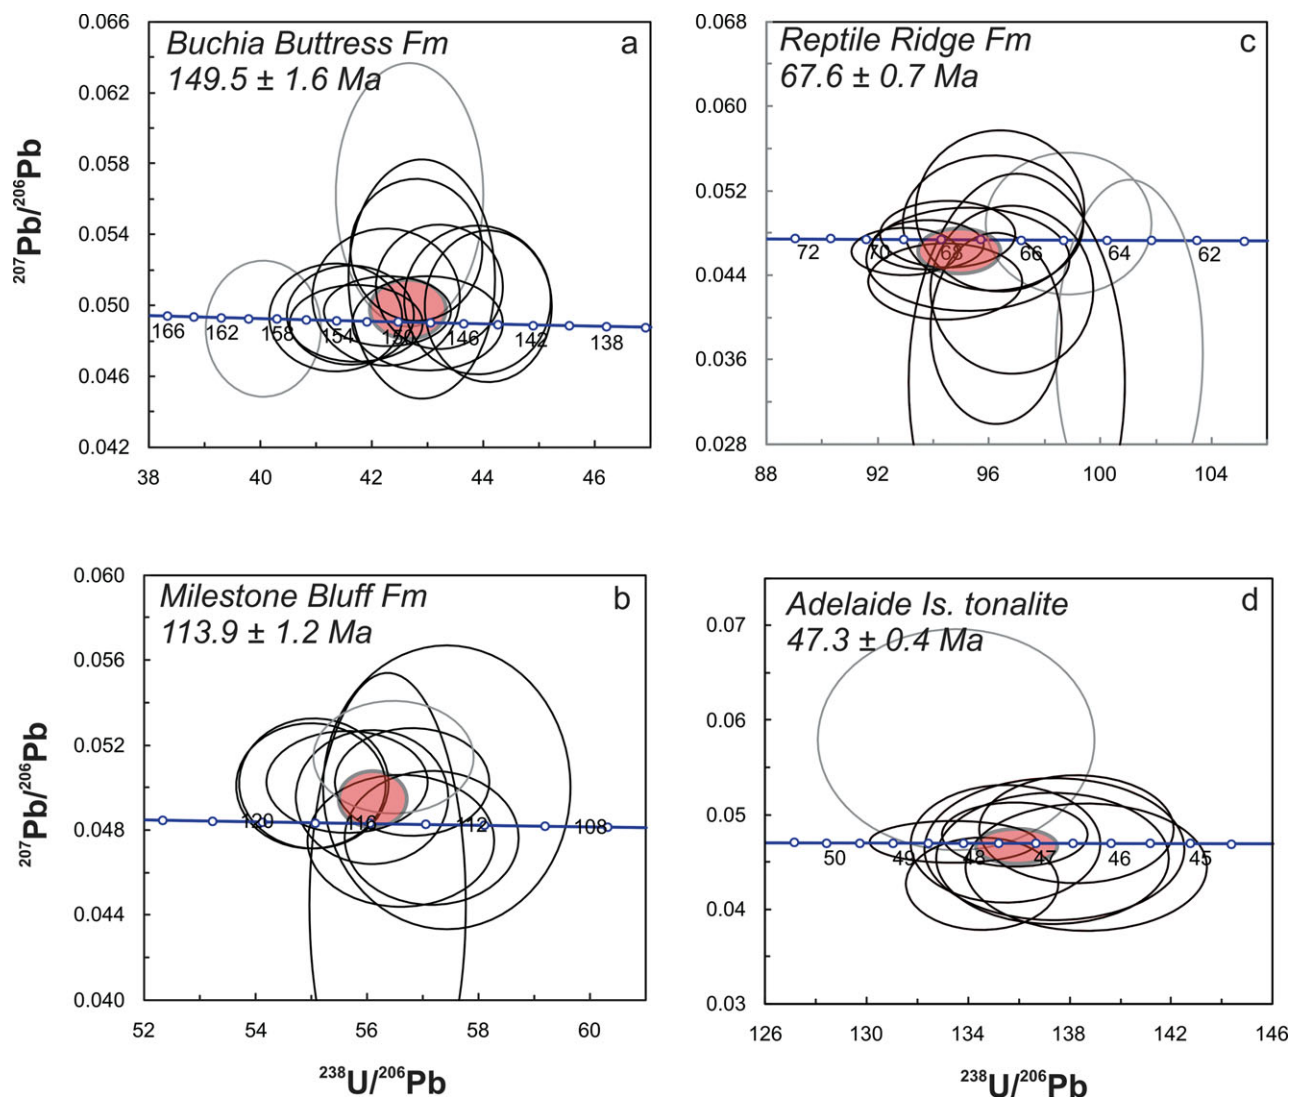 Buchia Buttress Fm
149.5 ± 1.6 Ma
a
²⁰⁷Pb/²⁰⁶Pb
0.066
0.062
0.058
0.054
0.050
0.046
0.042
166 162 158 154 150 146 142 138
38 40 42 44 46
Reptile Ridge Fm
67.6 ± 0.7 Ma
c
0.068
0.060
0.052
0.044
0.036
0.028
72 70 68 66 64 62
88 92 96 100 104
Milestone Bluff Fm
113.9 ± 1.2 Ma
b
²⁰⁷Pb/²⁰⁶Pb
0.060
0.056
0.052
0.048
0.044
0.040
120 116 112 108
52 54 56 58 60
²³⁸U/²⁰⁶Pb
Adelaide Is. tonalite
47.3 ± 0.4 Ma
d
0.07
0.06
0.05
0.04
0.03
50 49 48 47 46 45
126 130 134 138 142 146
²³⁸U/²⁰⁶Pb